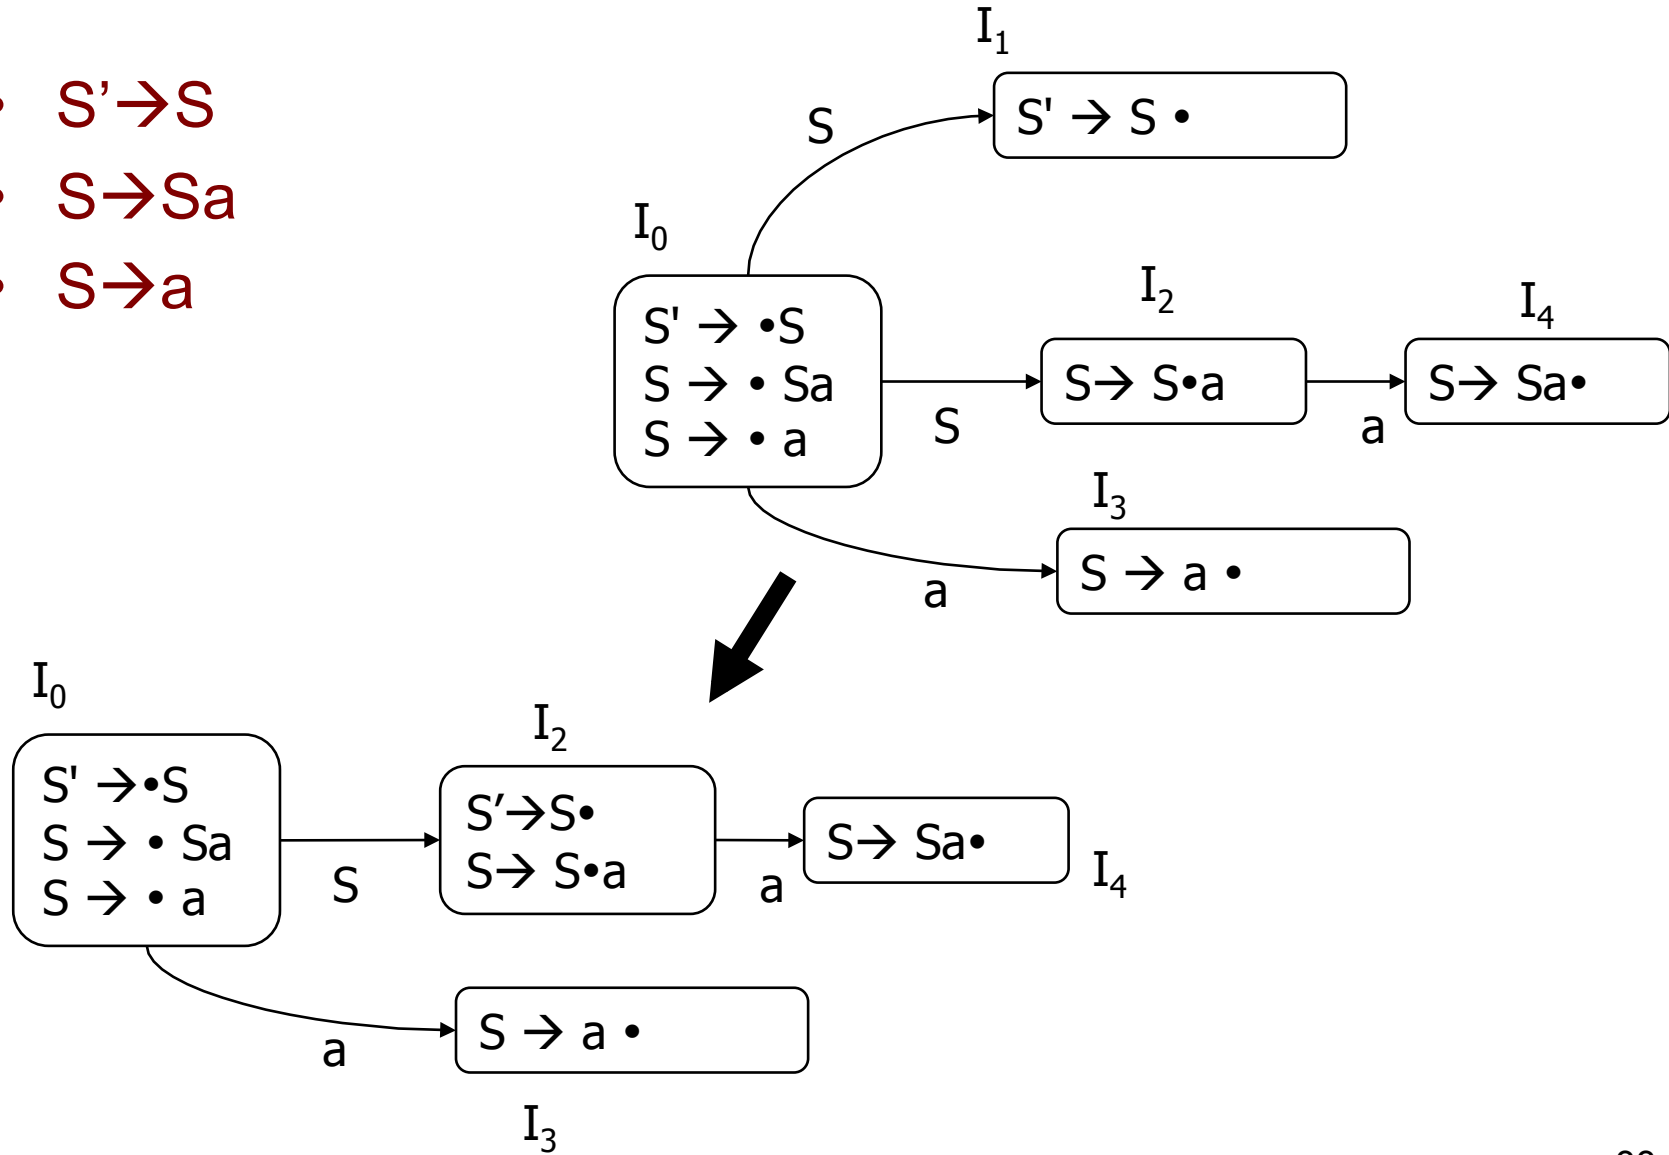 • S’→S
• S→Sa
• S→a
I₁
S' → S •
S
I₀
S' → •S
S → • Sa
S → • a
S
I₂
S→ S•a
a
I₄
S→ Sa•
I₃
S → a •
a
I₀
S' →•S
S → • Sa
S → • a
S
I₂
S′→S•
S→ S•a
a
S→ Sa•
I₄
a
S → a •
I₃